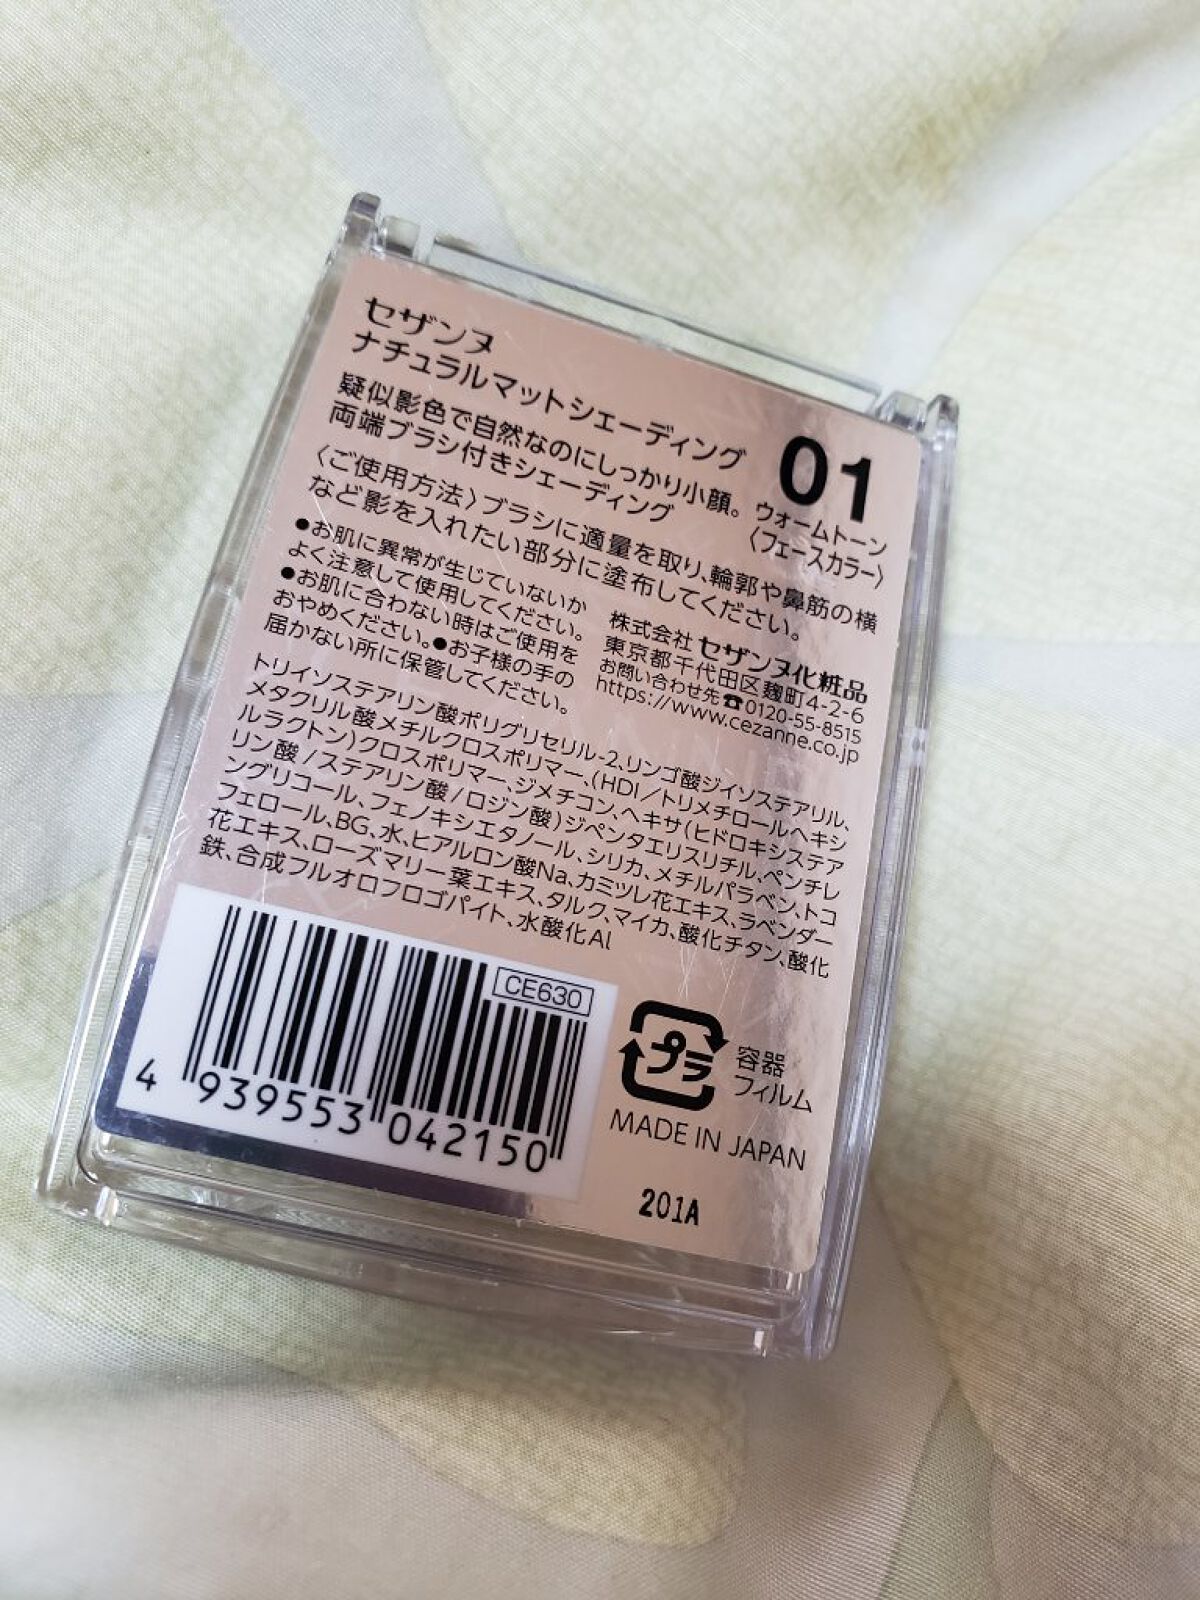 セザンヌ
ナチュラルマットシェーディング
疑似影色で自然なのにしっかり小顔。
両端ブラシ付きシェーディング
01
ウォームトーン
〈フェースカラー〉
〈ご使用方法〉ブラシに適量を取り、輪郭や鼻筋の横
など影を入れたい部分に塗布してください。
●お肌に異常が生じていないか
よく注意して使用してください。
●お肌に合わない時はご使用を
おやめください。●お子様の手の
届かない所に保管してください。
株式会社 セザンヌ化粧品
東京都千代田区麹町4-2-6
お問い合わせ先☎0120-55-8515
https://www.cezanne.co.jp
トリイソステアリン酸ポリグリセリル-2、リンゴ酸ジイソステアリル、
メタクリル酸メチルクロスポリマー、(HDI/トリメチロールヘキシ
ルラクトン)クロスポリマー、ジメチコン、ヘキサ(ヒドロキシステア
リン酸/ステアリン酸/ロジン酸)ジペンタエリスリチル、ペンチレ
ングリコール、フェノキシエタノール、シリカ、メチルパラベン、トコ
フェロール、BG、水、ヒアルロン酸Na、カミツレ花エキス、ラベンダー
花エキス、ローズマリー葉エキス、タルク、マイカ、酸化チタン、酸化
鉄、合成フルオロフロゴパイト、水酸化Al
CE630
4 939553 042150
プラ
容器
フィルム
MADE IN JAPAN
201A